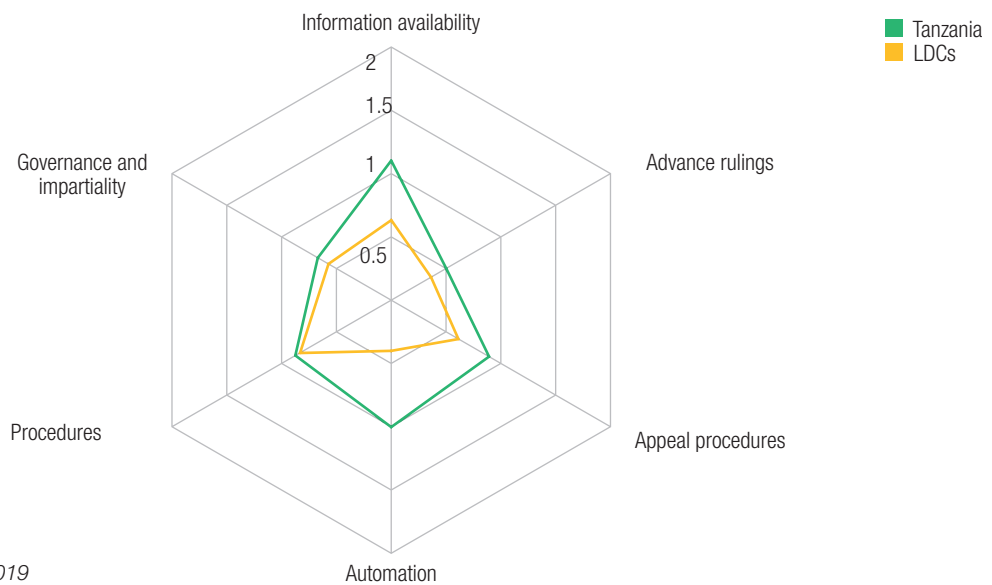 Information availability
Tanzania
LDCs
2
1.5
Governance and
impartiality
1
Advance rulings
0.5
Procedures
Appeal procedures
Automation
019